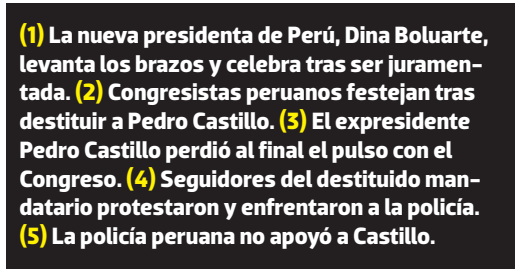 (1) La nueva presidenta de Perú, Dina Boluarte,
levanta los brazos y celebra tras ser juramen-
tada. (2) Congresistas peruanos festejan tras
destituir a Pedro Castillo. (3) El expresidente
Pedro Castillo perdió al final el pulso con el
Congreso. (4) Seguidores del destituido man-
datario protestaron y enfrentaron a la policía.
(5) La policía peruana no apoyó a Castillo.